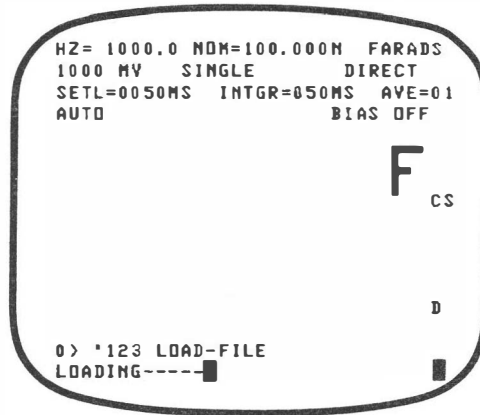 HZ= 1000.0 NOM=100.000N FARADS
1000 MV SINGLE DIRECT
SETL=0050MS INTGR=050MS AVE=01
AUTO BIAS OFF
F
CS
D
0> "123 LOAD-FILE
LOADING-----